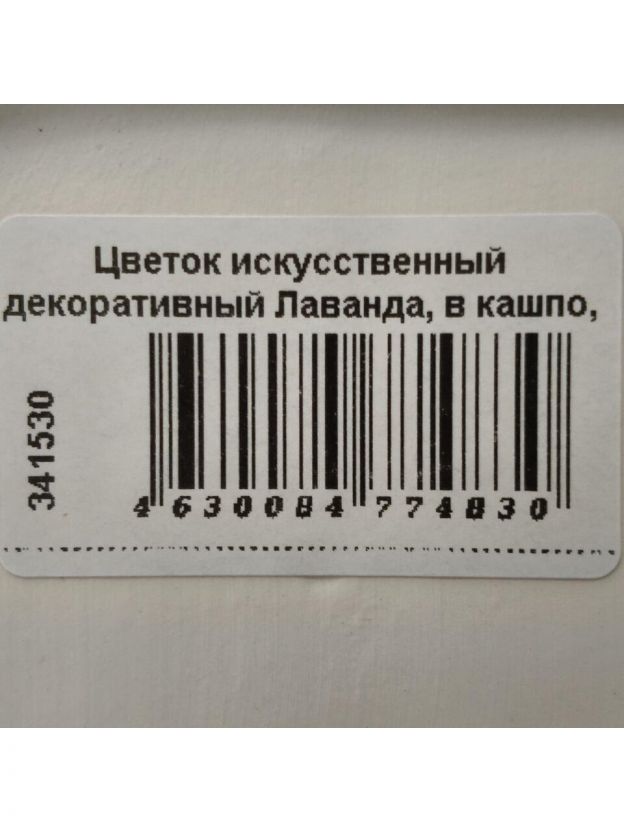 Цветок искусственный
декоративный Лаванда, в кашпо,
341530
4 630084 774830